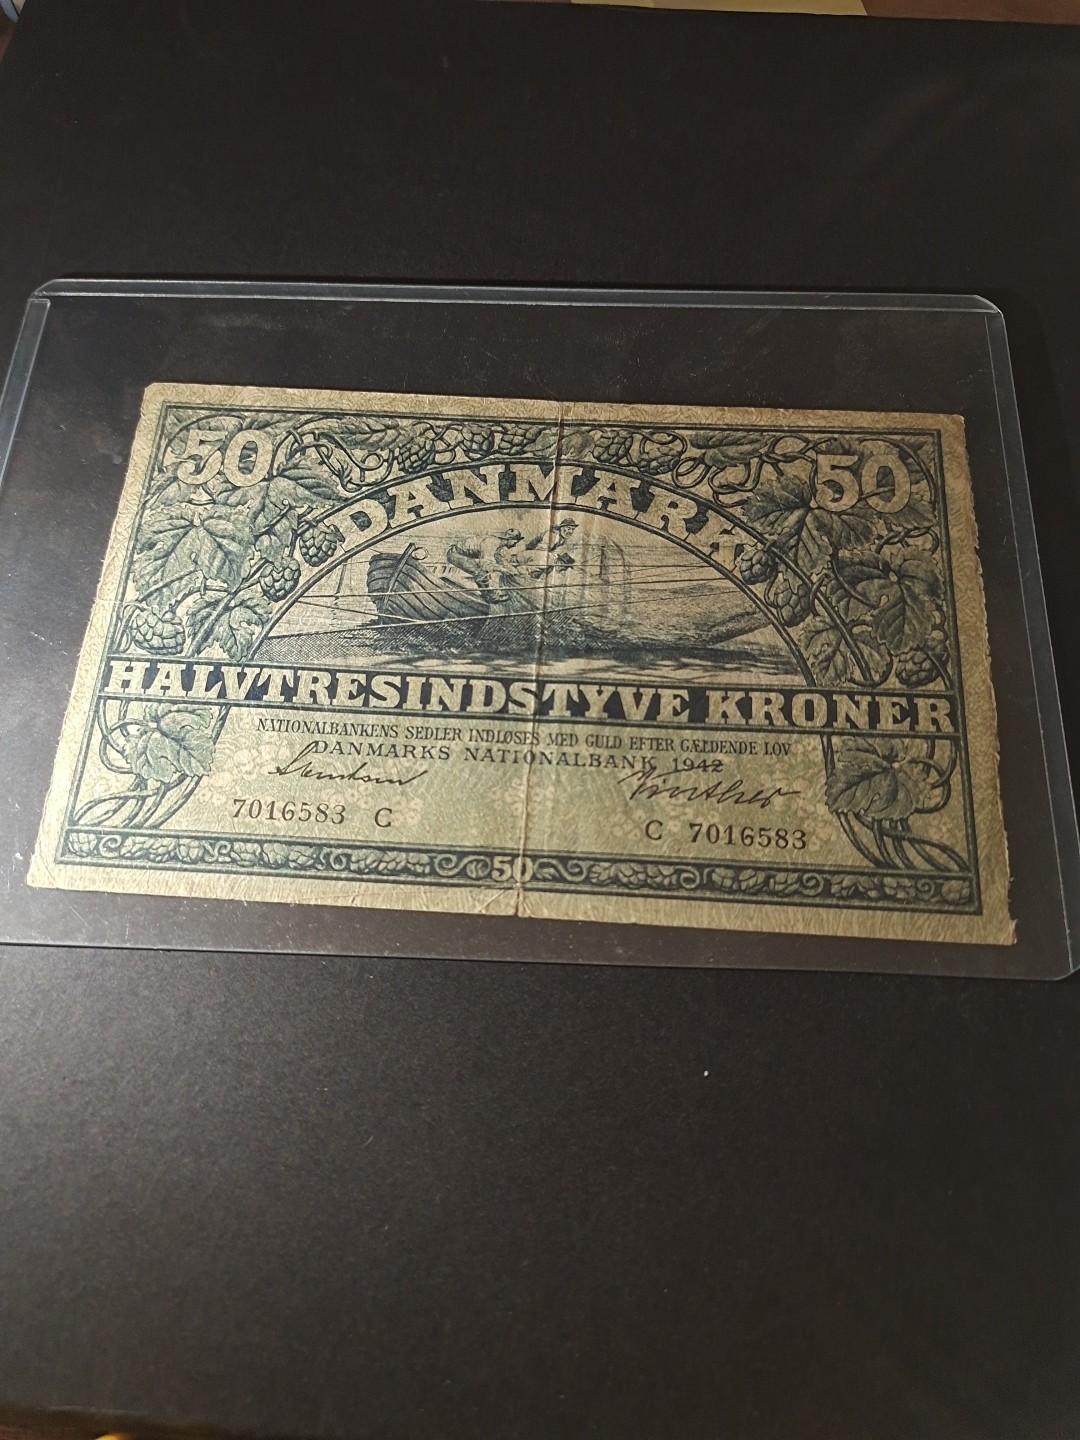 50 50
DANMARK
HALVTRESINDSTYVE KRONER
NATIONALBANKENS SEDLER INDLØSES MED GULD EFTER GÆLDENDE LOV
DANMARKS NATIONALBANK 1942
Svendsen
7016583 C C 7016583
50